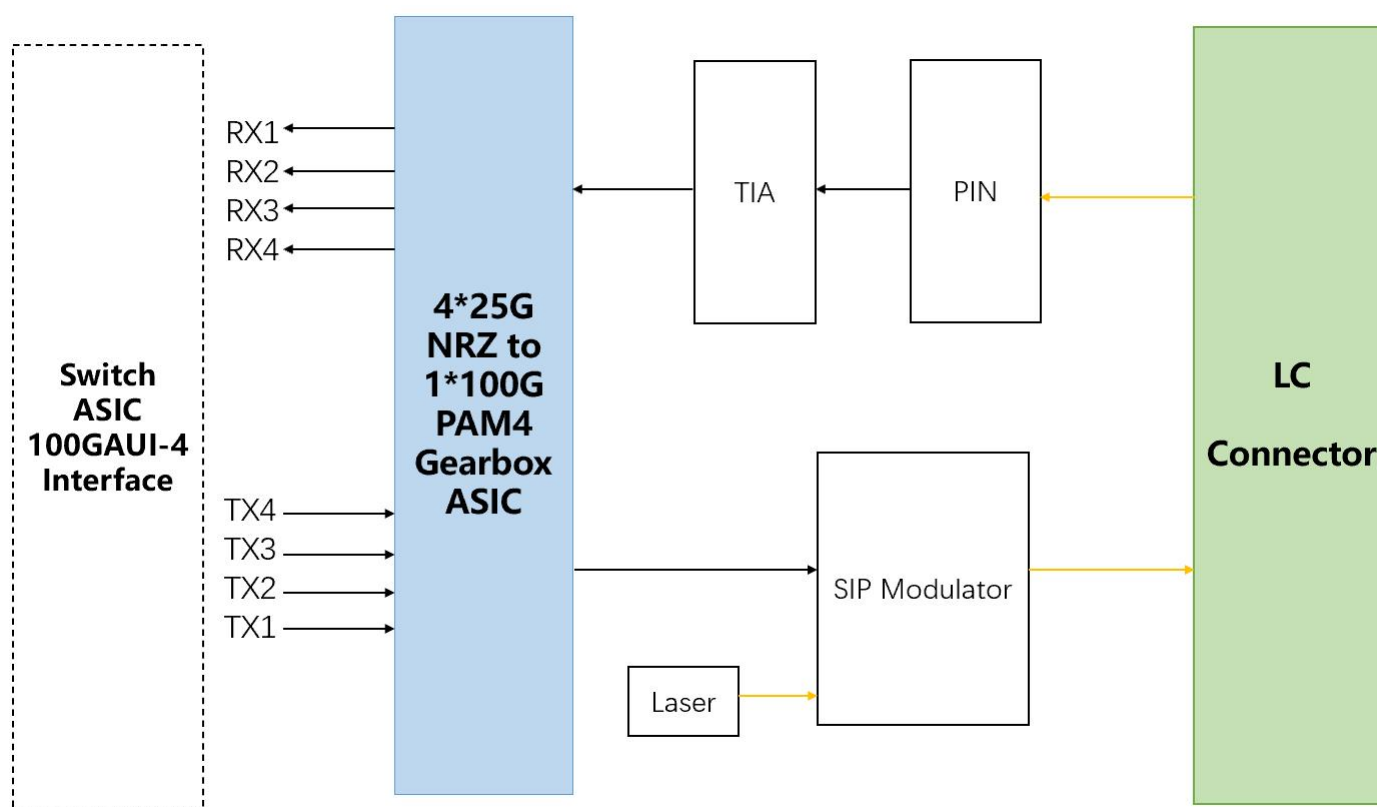 Switch
ASIC
100GAUI-4
Interface
RX1
RX2
RX3
RX4
TX4
TX3
TX2
TX1
4*25G
NRZ to
1*100G
PAM4
Gearbox
ASIC
TIA
PIN
SIP Modulator
Laser
LC
Connector